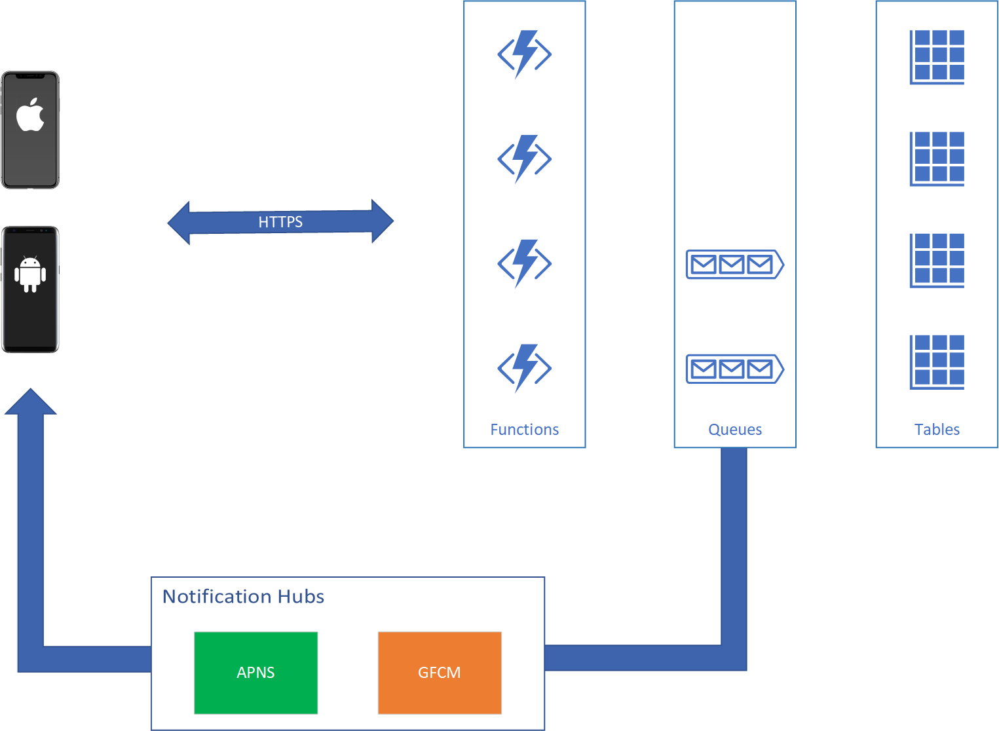 HTTPS
Functions
Queues
Tables
Notification Hubs
APNS
GFCM